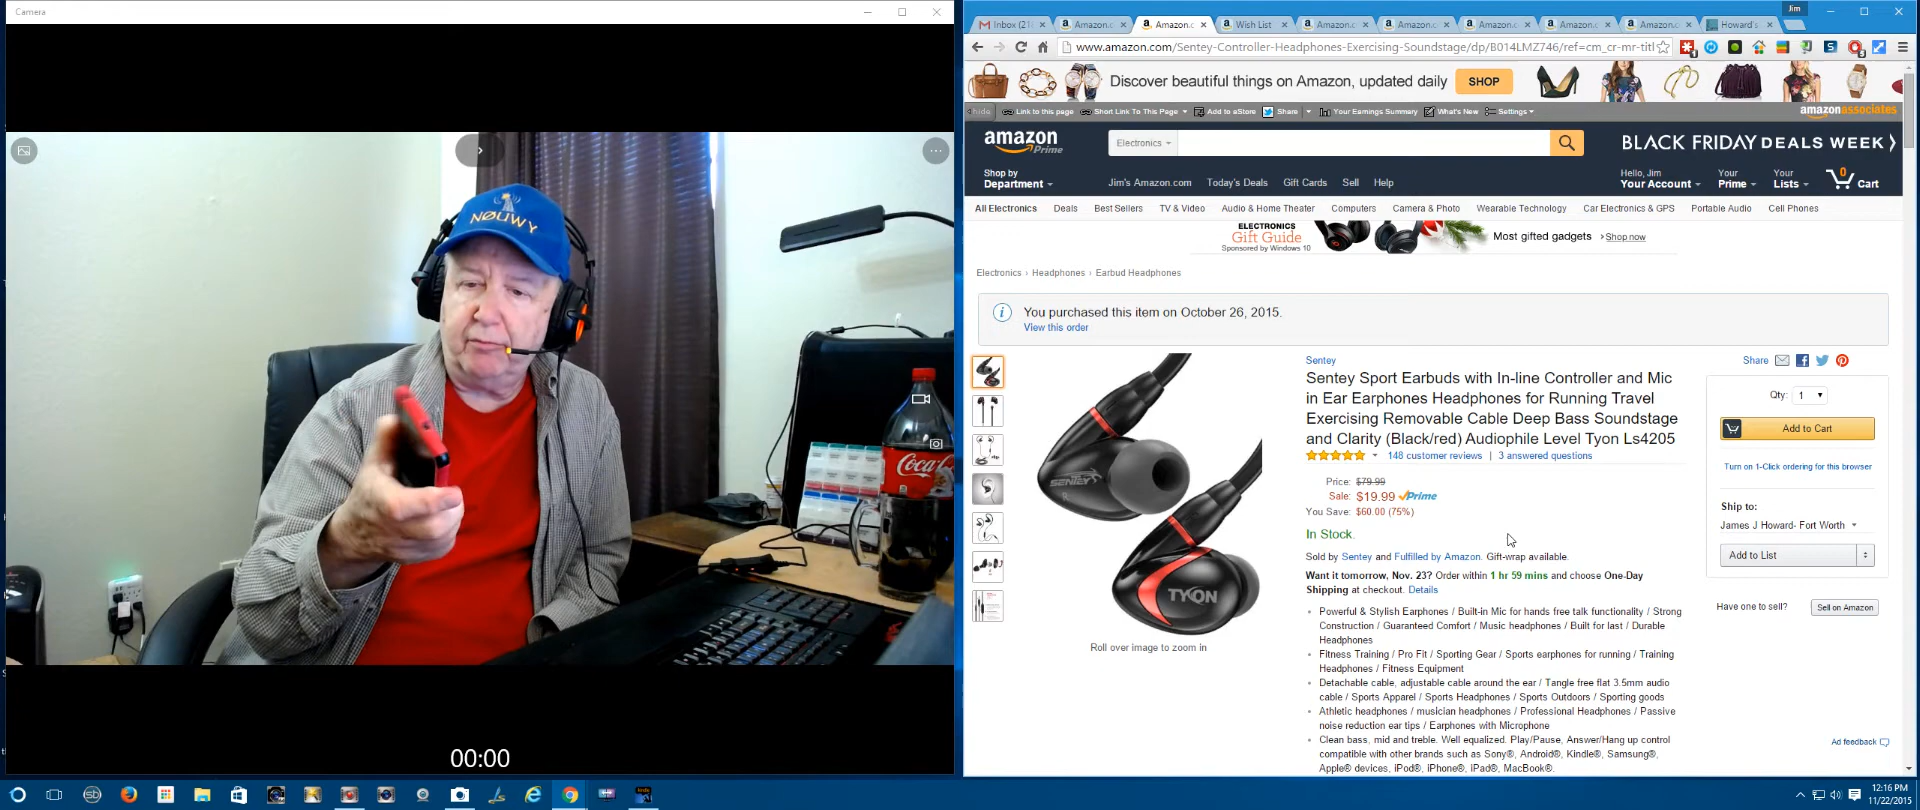 Camera
NØUWY
Coca-Cola
00:00
Jim
Inbox (21
Amazon.c
Amazon.c
Wish List
Amazon.c
Amazon.c
Amazon.c
Amazon.c
Amazon.c
Howard's
www.amazon.com/Sentey-Controller-Headphones-Exercising-Soundstage/dp/B014LMZ746/ref=cm_cr-mr-titl
Discover beautiful things on Amazon, updated daily
SHOP
hide
Link to this page
Short Link To This Page
Add to eStore
Share
Your Earnings Summary
What's New
Settings
amazonassociates
amazon
Prime
Electronics
BLACK FRIDAY DEALS WEEK
Shop by
Department
Jim's Amazon.com
Today's Deals
Gift Cards
Sell
Help
Hello, Jim
Your Account
Your
Prime
Your
Lists
0
Cart
All Electronics
Deals
Best Sellers
TV & Video
Audio & Home Theater
Computers
Camera & Photo
Wearable Technology
Car Electronics & GPS
Portable Audio
Cell Phones
ELECTRONICS
Gift Guide
Sponsored by Windows 10
Most gifted gadgets
›Shop now
Electronics › Headphones › Earbud Headphones
You purchased this item on October 26, 2015.
View this order
SENTEY
R
TYON
Roll over image to zoom in
Sentey
Sentey Sport Earbuds with In-line Controller and Mic
in Ear Earphones Headphones for Running Travel
Exercising Removable Cable Deep Bass Soundstage
and Clarity (Black/red) Audiophile Level Tyon Ls4205
148 customer reviews | 3 answered questions
Price: $79.99
Sale: $19.99 Prime
You Save: $60.00 (75%)
In Stock.
Sold by Sentey and Fulfilled by Amazon. Gift-wrap available.
Want it tomorrow, Nov. 23? Order within 1 hr 59 mins and choose One-Day
Shipping at checkout. Details
Powerful & Stylish Earphones / Built-in Mic for hands free talk functionality / Strong
Construction / Guaranteed Comfort / Music headphones / Built for last / Durable
Headphones
Fitness Training / Pro Fit / Sporting Gear / Sports earphones for running / Training
Headphones / Fitness Equipment
Detachable cable, adjustable cable around the ear / Tangle free flat 3.5mm audio
cable / Sports Apparel / Sports Headphones / Sports Outdoors / Sporting goods
Athletic headphones / musician headphones / Professional Headphones / Passive
noise reduction ear tips / Earphones with Microphone
Clean bass, mid and treble. Well equalized. Play/Pause, Answer/Hang up control
compatible with other brands such as Sony®, Android®, Kindle®, Samsung®,
Apple® devices, iPod®, iPhone®, iPad®, MacBook®.
Share
Qty: 1
Add to Cart
Turn on 1-Click ordering for this browser
Ship to:
James J Howard- Fort Worth
Add to List
Have one to sell?
Sell on Amazon
Ad feedback
12:16 PM
11/22/2015